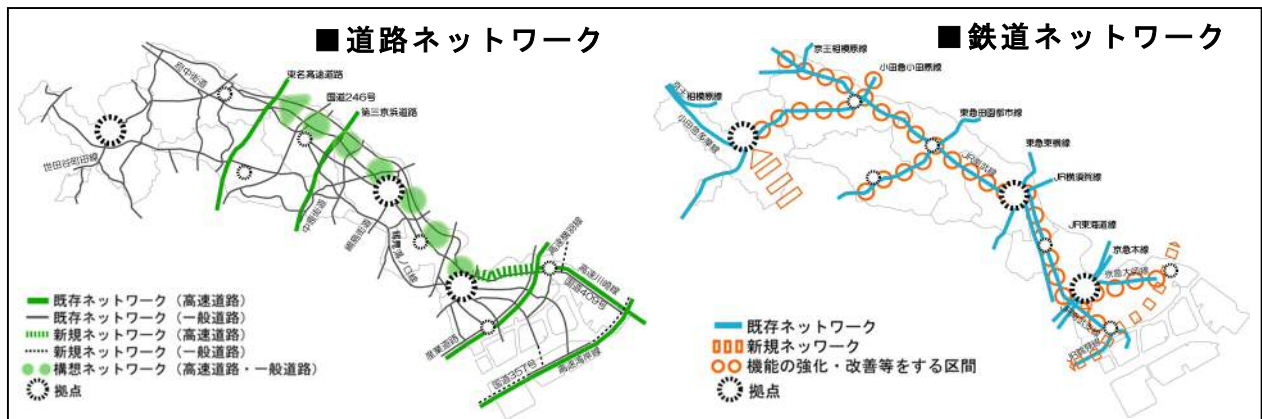 ■道路ネットワーク
府中街道
東名高速道路
国道246号
第三京浜道路
世田谷町田線
中原街道
綱島街道
高速横羽線
高速川崎線
国道409号
産業道路
国道357号
高速湾岸線
既存ネットワーク（高速道路）
既存ネットワーク（一般道路）
新規ネットワーク（高速道路）
新規ネットワーク（一般道路）
構想ネットワーク（高速道路・一般道路）
拠点
■鉄道ネットワーク
京王相模原線
小田急小田原線
京王相模原線
小田急多摩線
東急田園都市線
JR南武線
東急東横線
JR横須賀線
JR東海道線
京急本線
京急大師線
JR鶴見線
既存ネットワーク
新規ネッワーク
機能の強化・改善等をする区間
拠点